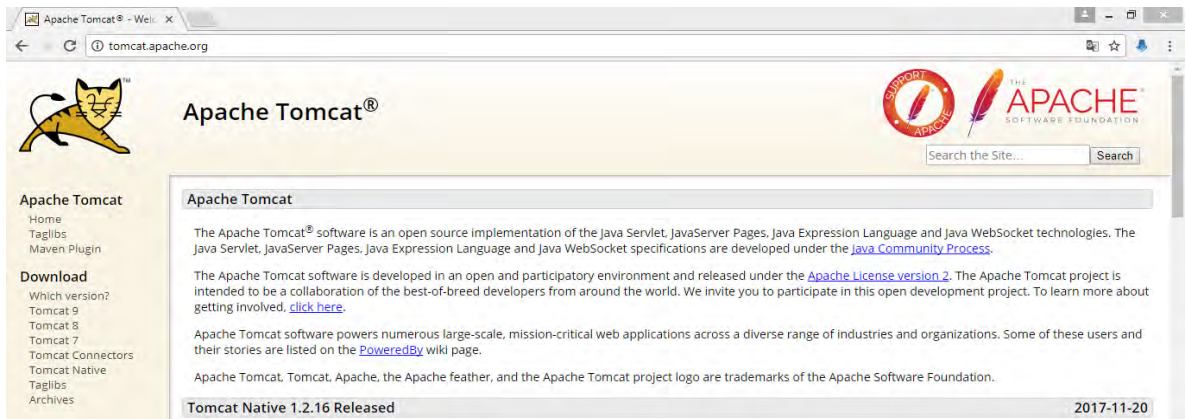 Apache Tomcat® - Welc
tomcat.apache.org
TM
Apache Tomcat®
SUPPORT
APACHE
THE
APACHE®
SOFTWARE FOUNDATION
Search the Site...
Search
Apache Tomcat
Home
Taglibs
Maven Plugin
Download
Which version?
Tomcat 9
Tomcat 8
Tomcat 7
Tomcat Connectors
Tomcat Native
Taglibs
Archives
Apache Tomcat
The Apache Tomcat® software is an open source implementation of the Java Servlet, JavaServer Pages, Java Expression Language and Java WebSocket technologies. The
Java Servlet, JavaServer Pages, Java Expression Language and Java WebSocket specifications are developed under the Java Community Process.
The Apache Tomcat software is developed in an open and participatory environment and released under the Apache License version 2. The Apache Tomcat project is
intended to be a collaboration of the best-of-breed developers from around the world. We invite you to participate in this open development project. To learn more about
getting involved, click here.
Apache Tomcat software powers numerous large-scale, mission-critical web applications across a diverse range of industries and organizations. Some of these users and
their stories are listed on the PoweredBy wiki page.
Apache Tomcat, Tomcat, Apache, the Apache feather, and the Apache Tomcat project logo are trademarks of the Apache Software Foundation.
Tomcat Native 1.2.16 Released 2017-11-20